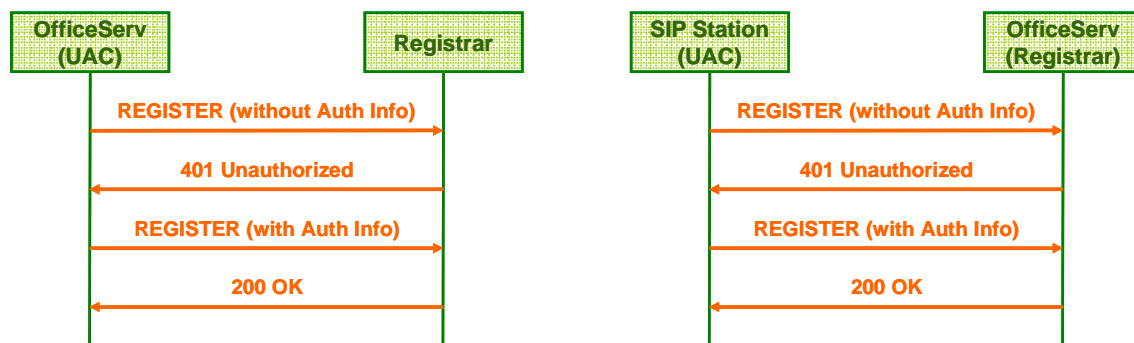 OfficeServ
(UAC)
Registrar
REGISTER (without Auth Info)
401 Unauthorized
REGISTER (with Auth Info)
200 OK
SIP Station
(UAC)
OfficeServ
(Registrar)
REGISTER (without Auth Info)
401 Unauthorized
REGISTER (with Auth Info)
200 OK